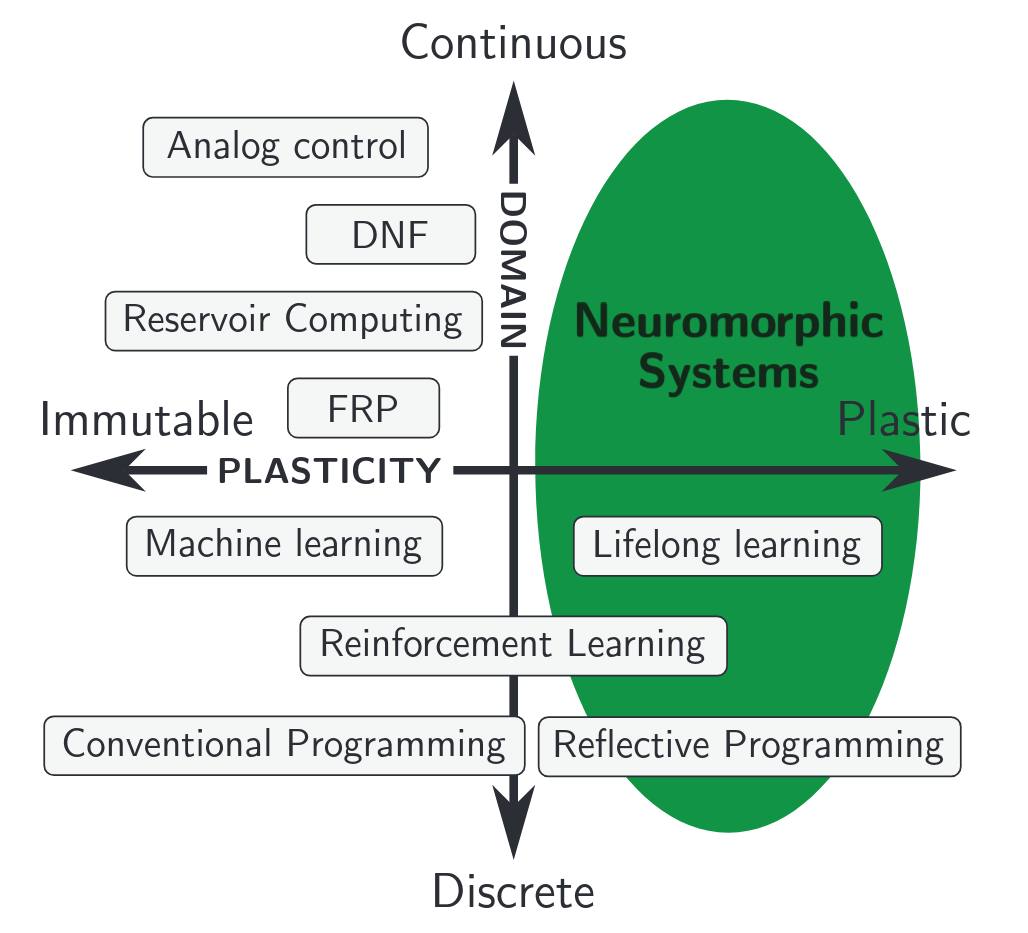 Continuous
Analog control
DNF
DOMAIN
Reservoir Computing
Neuromorphic
Systems
Immutable
FRP
Plastic
PLASTICITY
Machine learning
Lifelong learning
Reinforcement Learning
Conventional Programming
Reflective Programming
Discrete